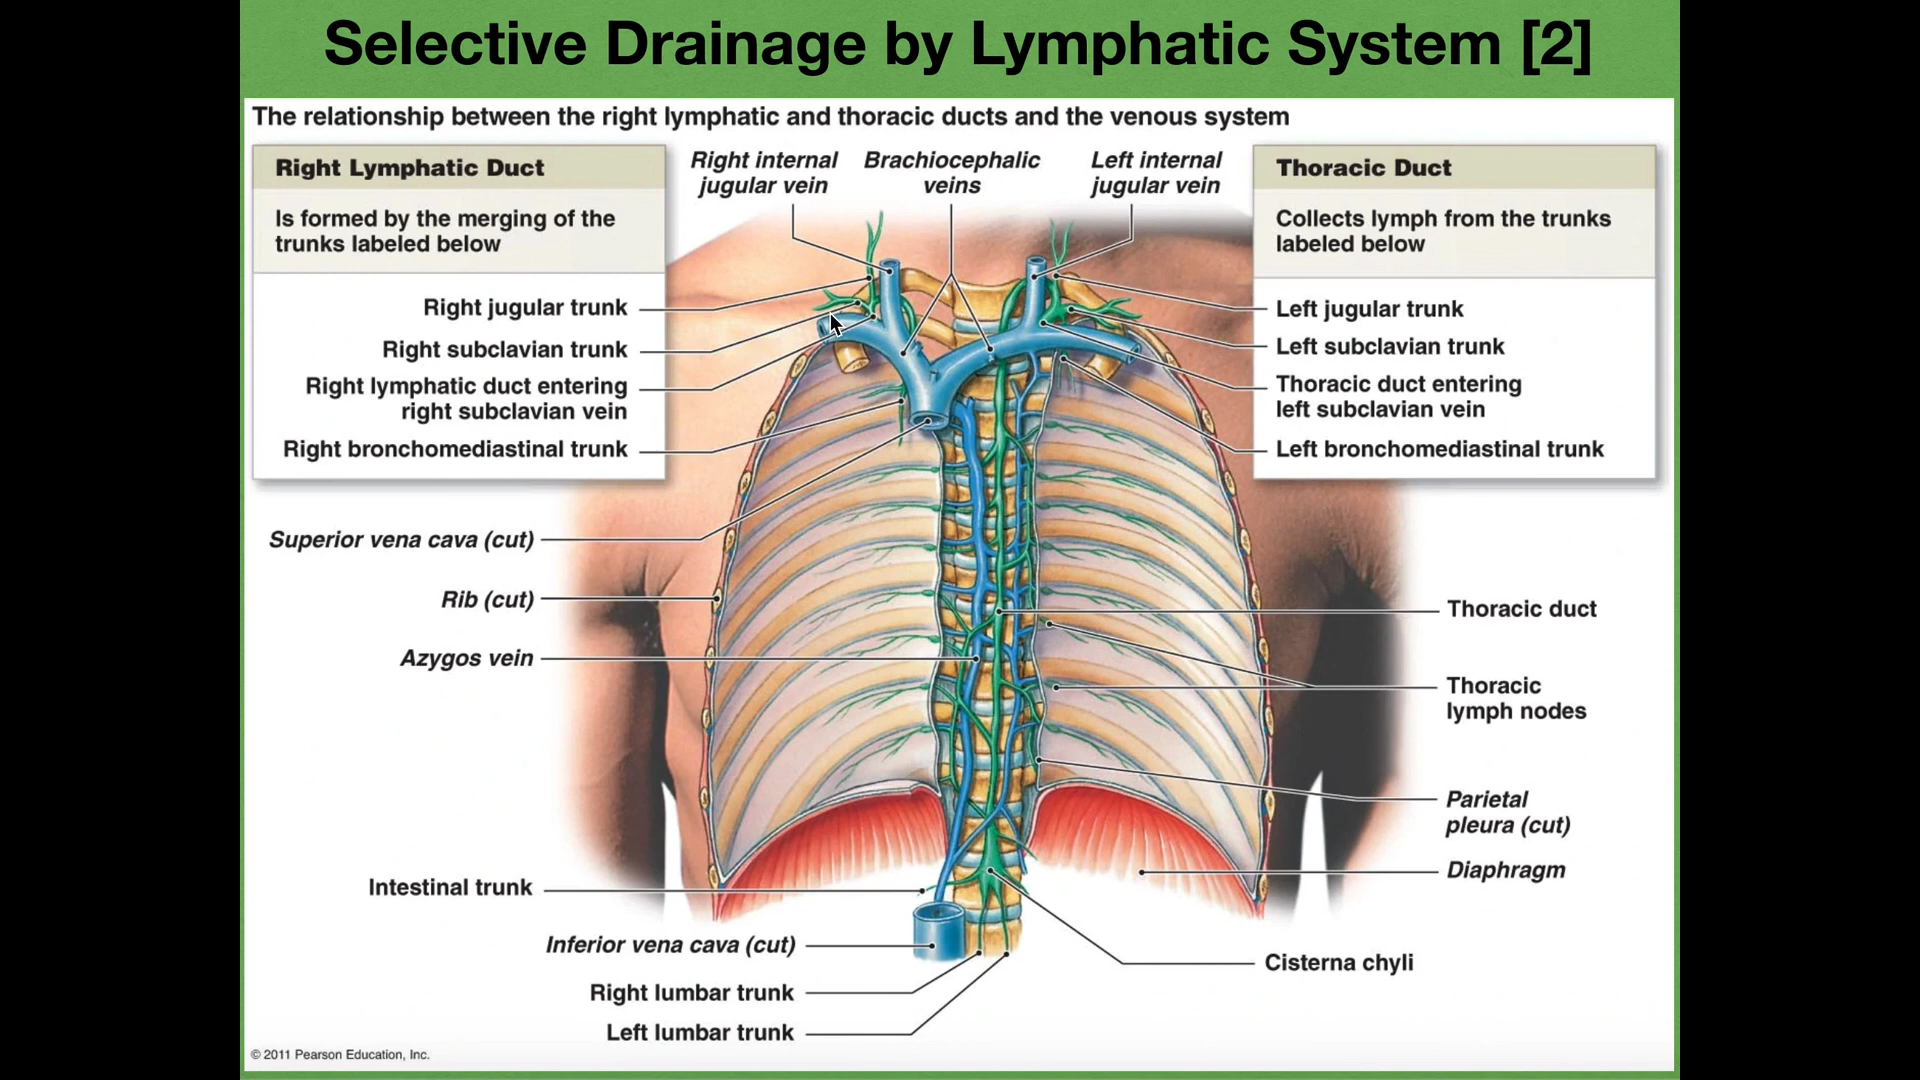 Selective Drainage by Lymphatic System [2]
The relationship between the right lymphatic and thoracic ducts and the venous system
Right Lymphatic Duct
Is formed by the merging of the
trunks labeled below
Right jugular trunk
Right subclavian trunk
Right lymphatic duct entering
right subclavian vein
Right bronchomediastinal trunk
Right internal
jugular vein
Brachiocephalic
veins
Left internal
jugular vein
Thoracic Duct
Collects lymph from the trunks
labeled below
Left jugular trunk
Left subclavian trunk
Thoracic duct entering
left subclavian vein
Left bronchomediastinal trunk
Superior vena cava (cut)
Rib (cut)
Azygos vein
Thoracic duct
Thoracic
lymph nodes
Parietal
pleura (cut)
Diaphragm
Intestinal trunk
Inferior vena cava (cut)
Right lumbar trunk
Left lumbar trunk
Cisterna chyli
© 2011 Pearson Education, Inc.